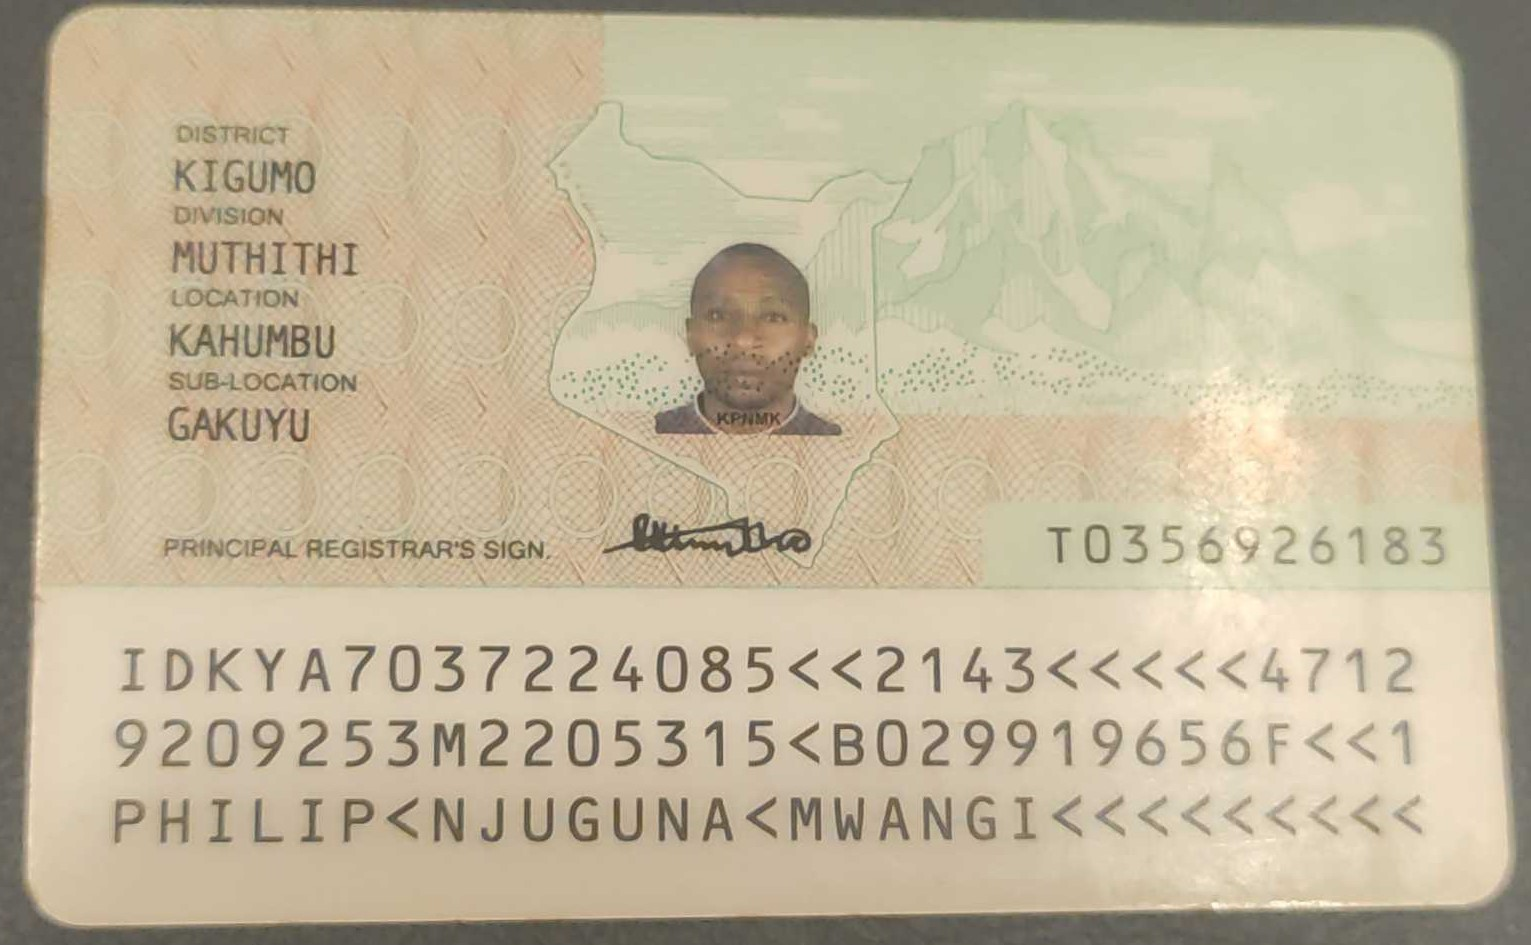 DISTRICT
KIGUMO
DIVISION
MUTHITHI
LOCATION
KAHUMBU
SUB-LOCATION
GAKUYU
KPNMK
PRINCIPAL REGISTRAR'S SIGN.
T0356926183
IDKYA7037224085<<2143<<<<<4712
9209253M2205315<B029919656F<<1
PHILIP<NJUGUNA<MWANGI<<<<<<<<<